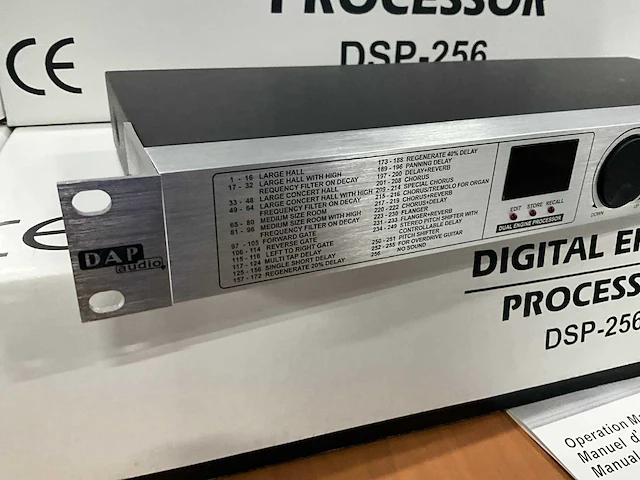 PROCESSOR
DSP-256
CE
DAP
audio
1 - 16 LARGE HALL
17 - 32 LARGE HALL WITH HIGH
REQUENCY FILTER ON DECAY
33 - 48 LARGE CONCERT HALL
49 - 64 LARGE CONCERT HALL WITH HIGH
FREQUENCY FILTER ON DECAY
65 - 80 MEDIUM SIZE ROOM
81 - 96 MEDIUM SIZE ROOM WITH HIGH
FREQUENCY FILTER ON DECAY
97 - 105 FORWARD GATE
106 - 114 REVERSE GATE
115 - 116 LEFT TO RIGHT GATE
117 - 124 MULTI TAP DELAY
125 - 156 SINGLE SHORT DELAY
157 - 172 REGENERATE 20% DELAY
173 - 188 REGENERATE 40% DELAY
189 - 196 PANNING DELAY
197 - 200 DELAY+REVERB
201 - 208 CHORUS
209 - 214 SPECIAL CHORUS
215 - 216 CHORUS/TREMOLO FOR ORGAN
217 - 219 CHORUS+REVERB
220 - 222 CHORUS+DELAY
223 - 230 FLANGER
231 - 233 FLANGER+REVERB
234 - 249 STEREO PITCH SHIFTER WITH
CONTROLLABLE DELAY
250 - 251 PITCH SHIFTER
252 - 255 FOR OVERDRIVE GUITAR
256 NO SOUND
EDIT STORE RECALL
DUAL ENGINE PROCESSOR
DOWN
CE
DIGITAL E
PROCESS
DSP-256
Operation M
Manuel d'
Manual